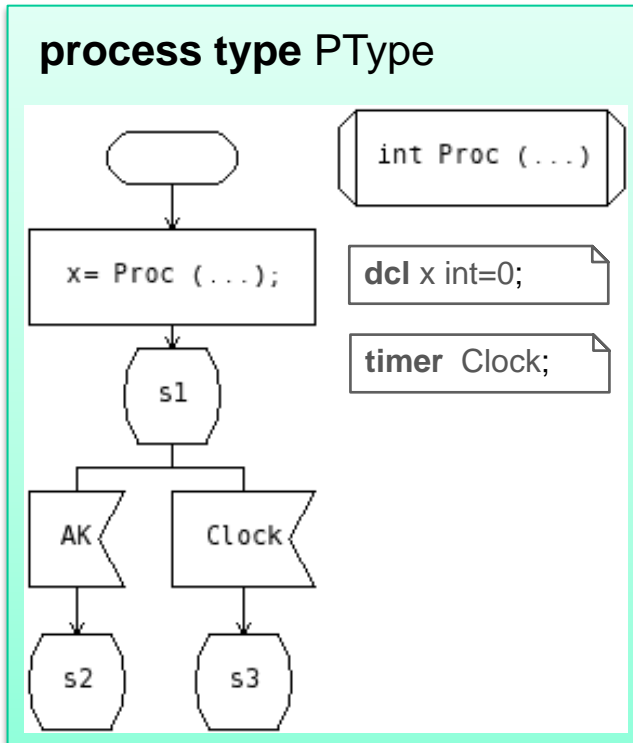 process type PType
int Proc (...)
x= Proc (...);
dcl x int=0;
timer Clock;
s1
AK
Clock
s2
s3